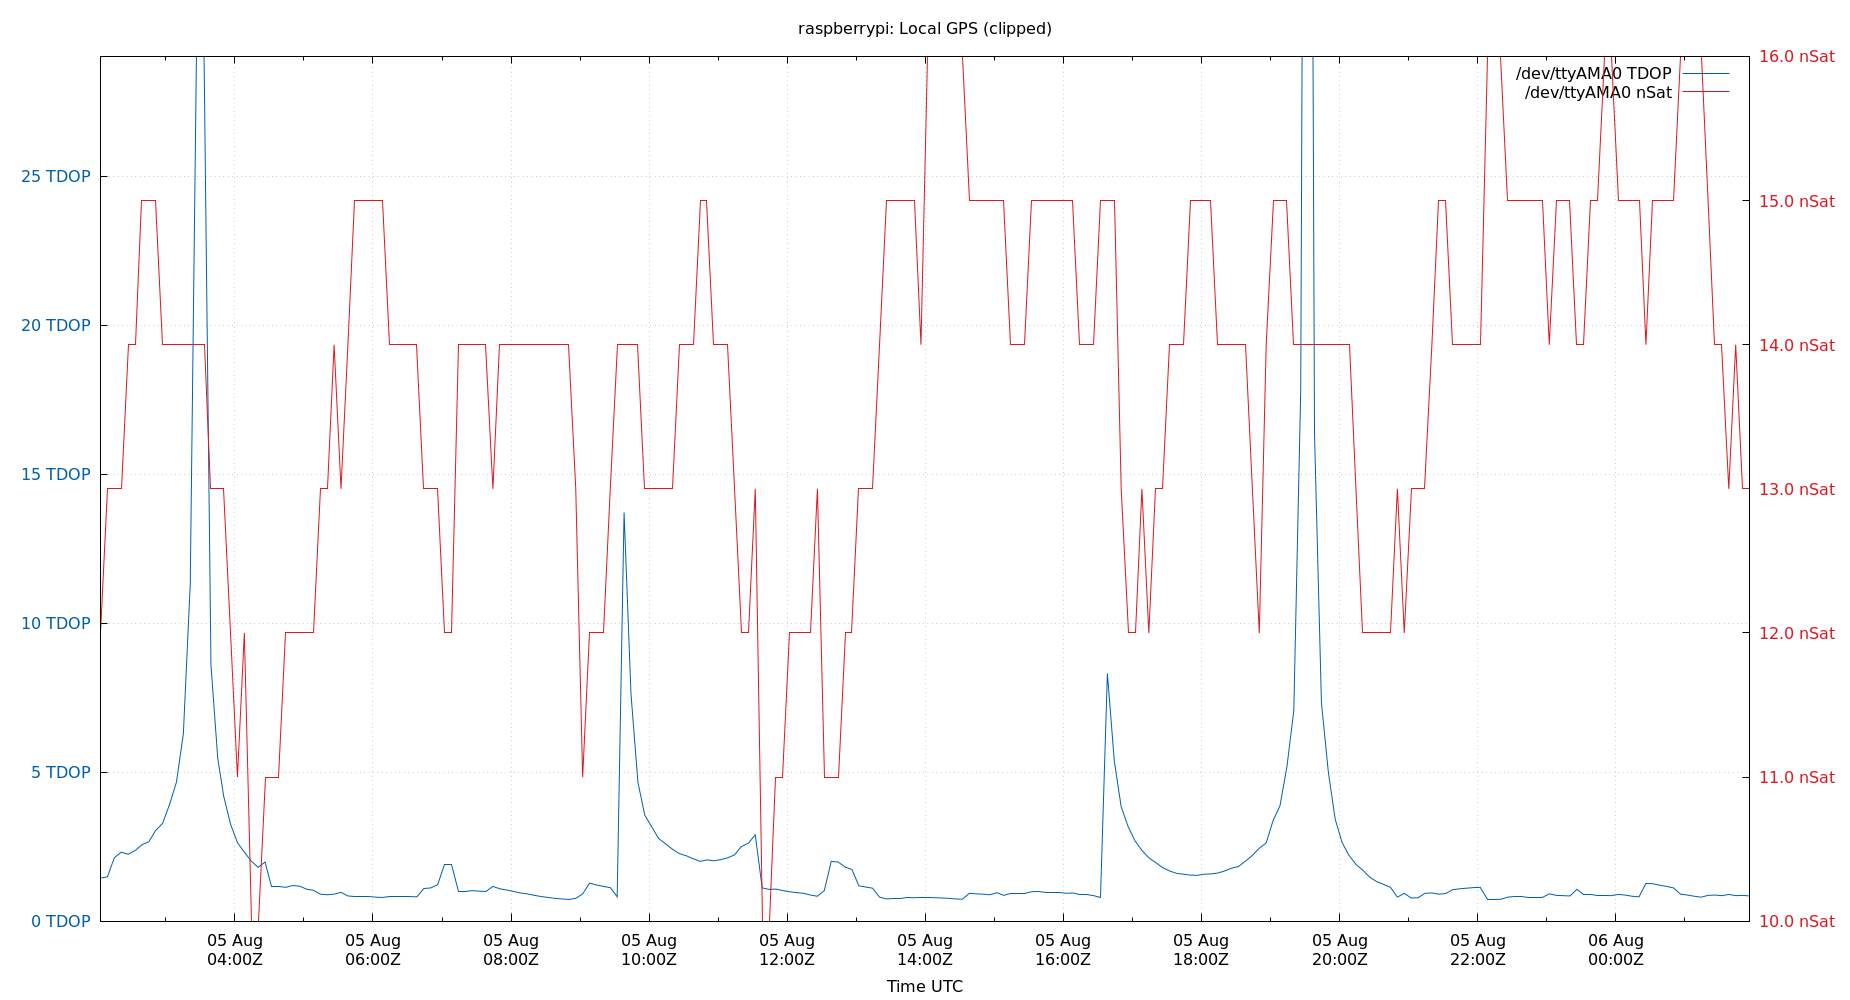 raspberrypi: Local GPS (clipped)
/dev/ttyAMA0 TDOP
/dev/ttyAMA0 nSat
25 TDOP
20 TDOP
15 TDOP
10 TDOP
5 TDOP
0 TDOP
16.0 nSat
15.0 nSat
14.0 nSat
13.0 nSat
12.0 nSat
11.0 nSat
10.0 nSat
05 Aug 05 Aug 05 Aug 05 Aug 05 Aug 05 Aug 05 Aug 05 Aug 05 Aug 05 Aug 06 Aug
04:00Z 06:00Z 08:00Z 10:00Z 12:00Z 14:00Z 16:00Z 18:00Z 20:00Z 22:00Z 00:00Z
Time UTC